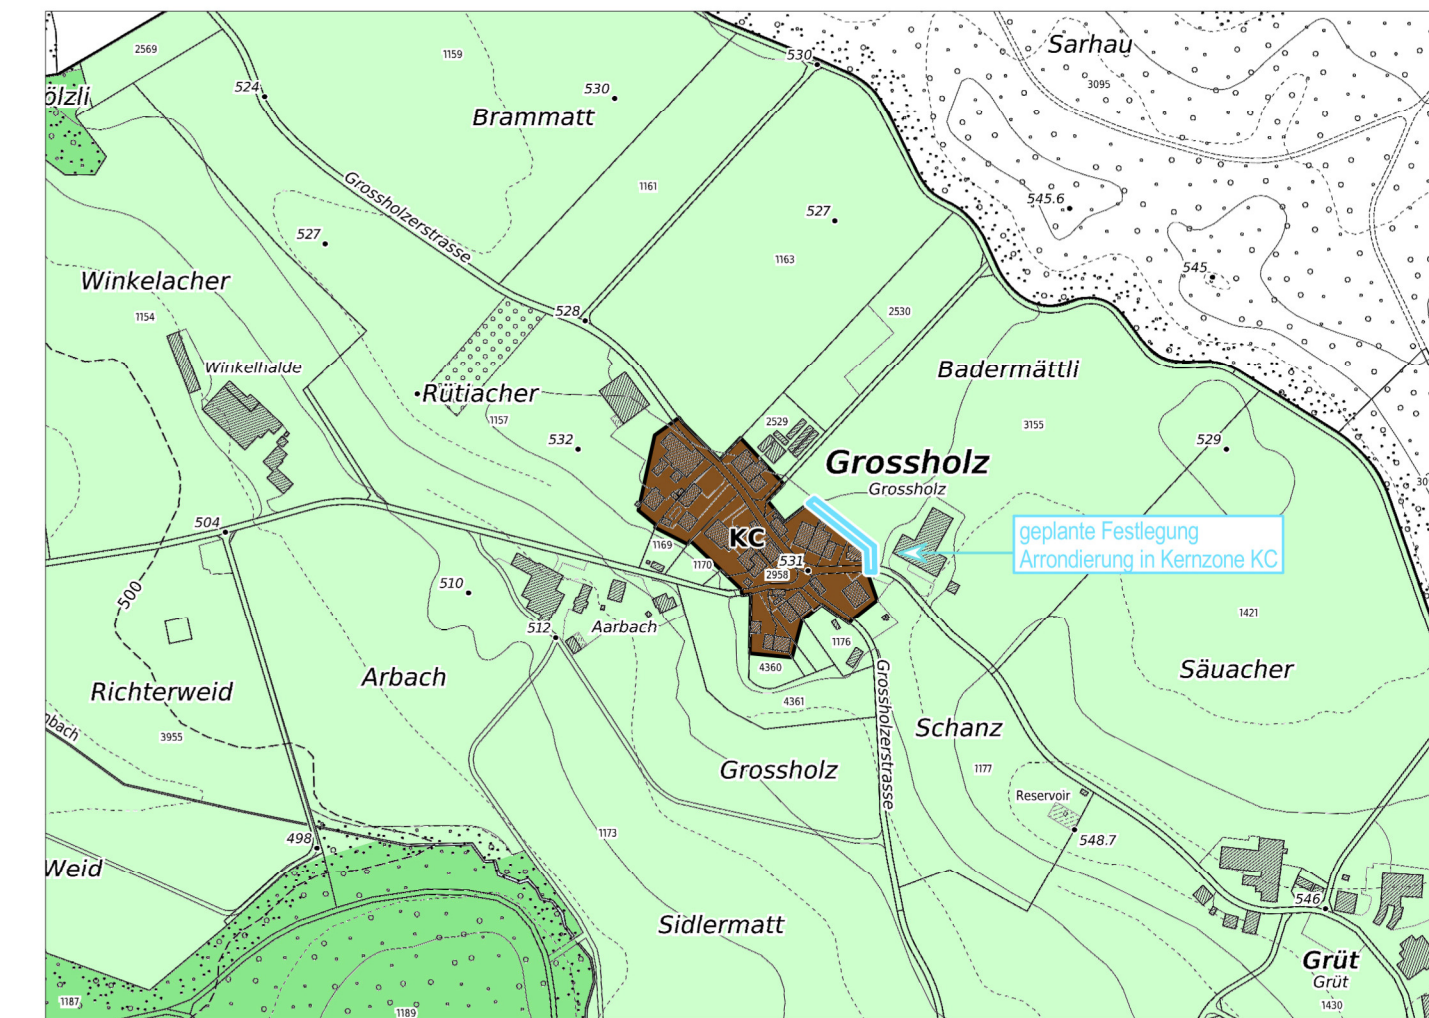 2569
1159
530
Sarhau
ölzli
524
530
3095
Brammatt
Grossholzerstrasse
1161
545.6
527
527
1163
545
Winkelacher
1154
528
2530
Winkelhalde
Badermättli
Rütiacher
1157
2529
3155
532
529
Grossholz
Grossholz
504
geplante Festlegung
Arrondierung in Kernzone KC
KC
1169
531
1170
2958
510
500
1421
512
Aarbach
1176
4360
Säuacher
Arbach
Richterweid
4361
Grossholzerstrasse
Schanz
3955
Grossholz
1177
Reservoir
498
1173
548.7
Weid
546
Sidlermatt
Grüt
Grüt
1187
1189
1430